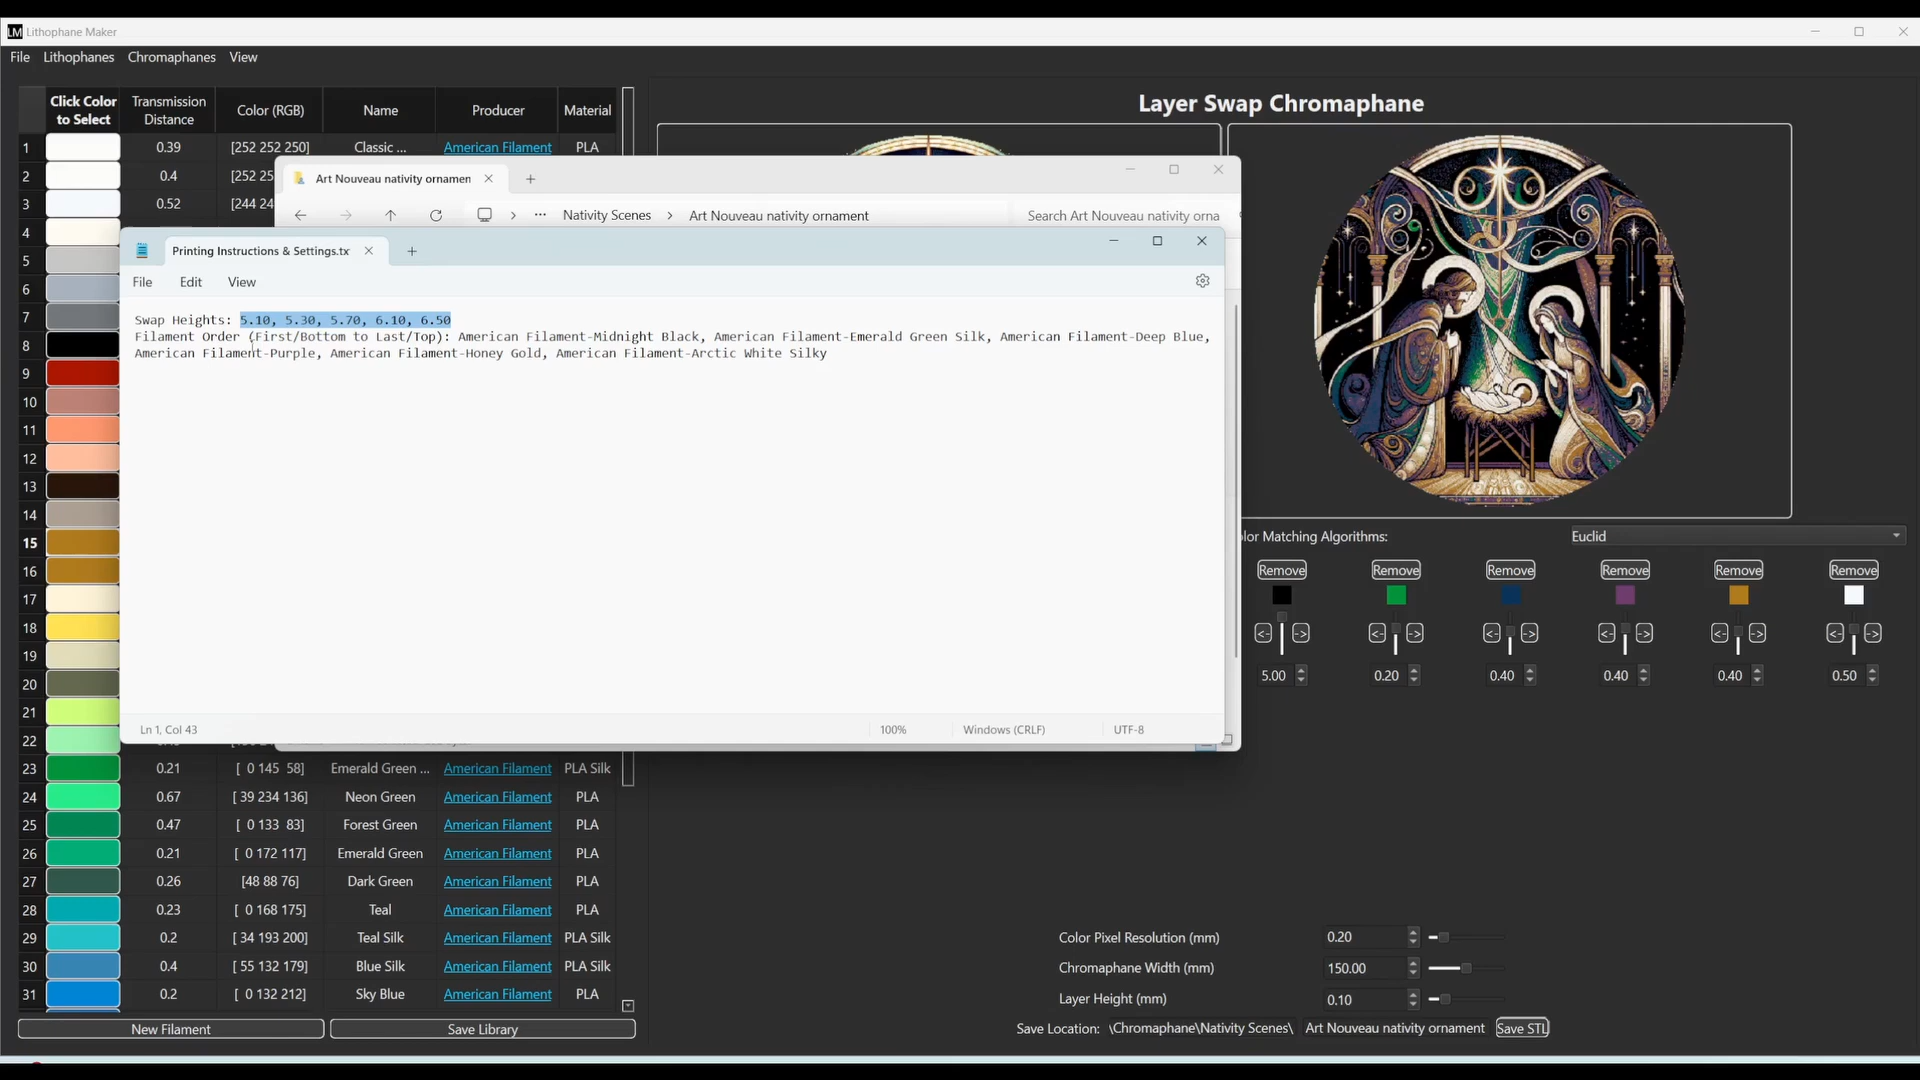 LM Lithophane Maker
File Lithophanes Chromaphanes View
Click Color to Select Transmission Distance Color (RGB) Name Producer Material
1 0.39 [252 252 250] Classic ... American Filament PLA
2 0.4 [252 25
3 0.52 [244 24
4
5
6
7
8
9
10
11
12
13
14
15
16
17
18
19
20
21
22
23 0.21 [ 0 145 58] Emerald Green ... American Filament PLA Silk
24 0.67 [ 39 234 136] Neon Green American Filament PLA
25 0.47 [ 0 133 83] Forest Green American Filament PLA
26 0.21 [ 0 172 117] Emerald Green American Filament PLA
27 0.26 [48 88 76] Dark Green American Filament PLA
28 0.23 [ 0 168 175] Teal American Filament PLA
29 0.2 [ 34 193 200] Teal Silk American Filament PLA Silk
30 0.4 [ 55 132 179] Blue Silk American Filament PLA Silk
31 0.2 [ 0 132 212] Sky Blue American Filament PLA
New Filament Save Library
Art Nouveau nativity ornamen
Nativity Scenes > Art Nouveau nativity ornament Search Art Nouveau nativity orna
Printing Instructions & Settings.tx
File Edit View
Swap Heights: 5.10, 5.30, 5.70, 6.10, 6.50
Filament Order (First/Bottom to Last/Top): American Filament-Midnight Black, American Filament-Emerald Green Silk, American Filament-Deep Blue,
American Filament-Purple, American Filament-Honey Gold, American Filament-Arctic White Silky
Ln 1, Col 43 100% Windows (CRLF) UTF-8
Layer Swap Chromaphane
lor Matching Algorithms: Euclid
Remove Remove Remove Remove Remove Remove
<- -> <- -> <- -> <- -> <- -> <- ->
5.00 0.20 0.40 0.40 0.40 0.50
Color Pixel Resolution (mm) 0.20
Chromaphane Width (mm) 150.00
Layer Height (mm) 0.10
Save Location: \Chromaphane\Nativity Scenes\ Art Nouveau nativity ornament Save STL